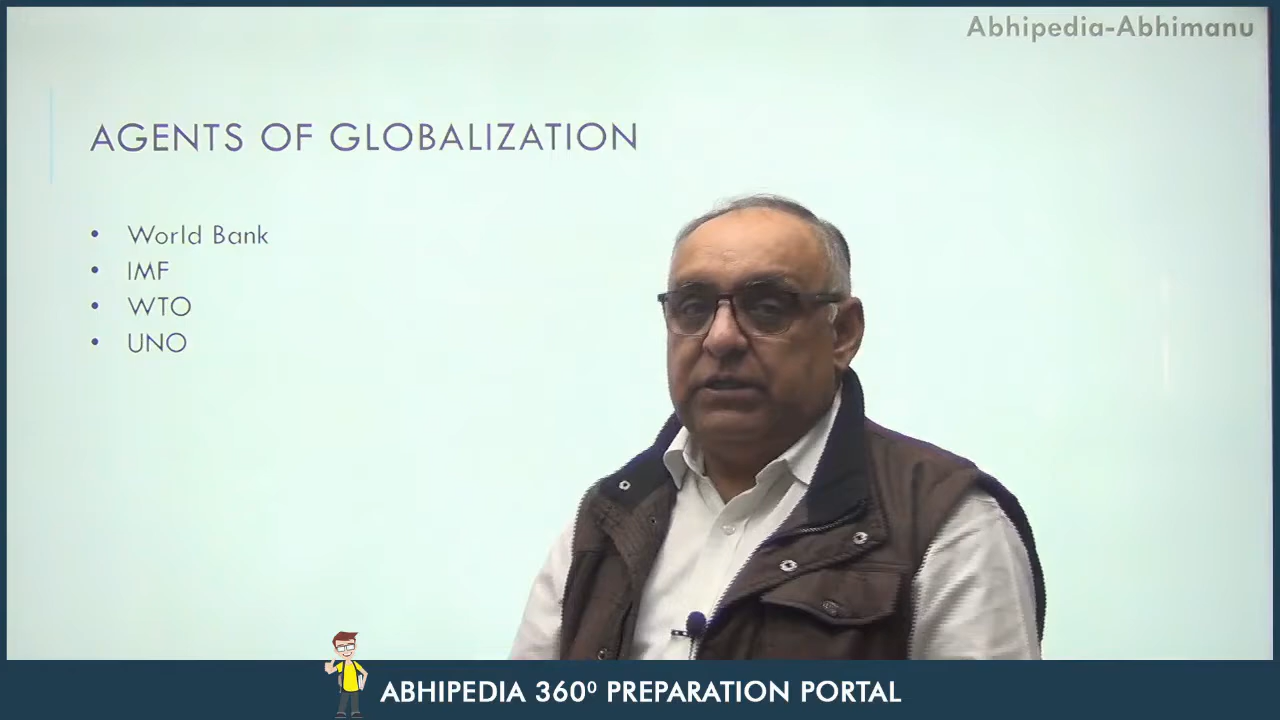 Abhipedia-Abhimanu
AGENTS OF GLOBALIZATION
• World Bank
• IMF
• WTO
• UNO
ABHIPEDIA 360⁰ PREPARATION PORTAL